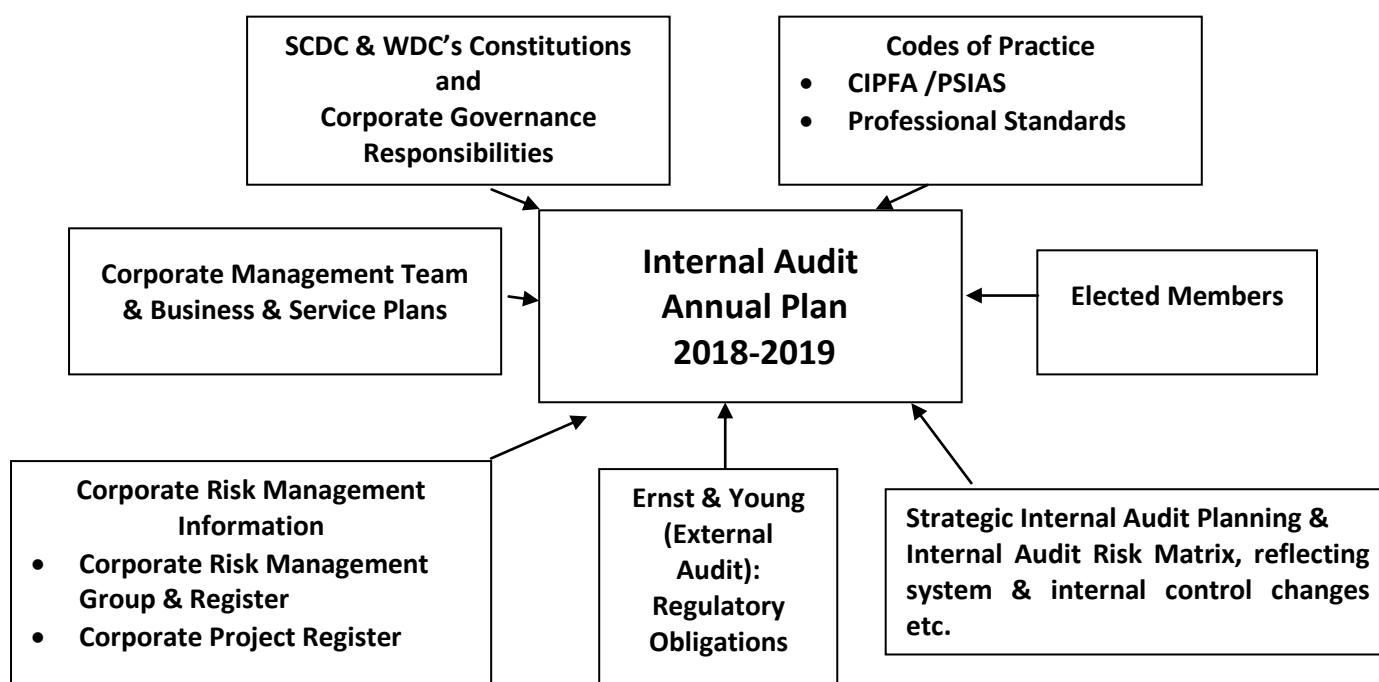 SCDC & WDC’s Constitutions
and
Corporate Governance
Responsibilities
Codes of Practice
• CIPFA /PSIAS
• Professional Standards
Corporate Management Team
& Business & Service Plans
Internal Audit
Annual Plan
2018-2019
Elected Members
Corporate Risk Management
Information
• Corporate Risk Management
Group & Register
• Corporate Project Register
Ernst & Young
(External
Audit):
Regulatory
Obligations
Strategic Internal Audit Planning &
Internal Audit Risk Matrix, reflecting
system & internal control changes
etc.